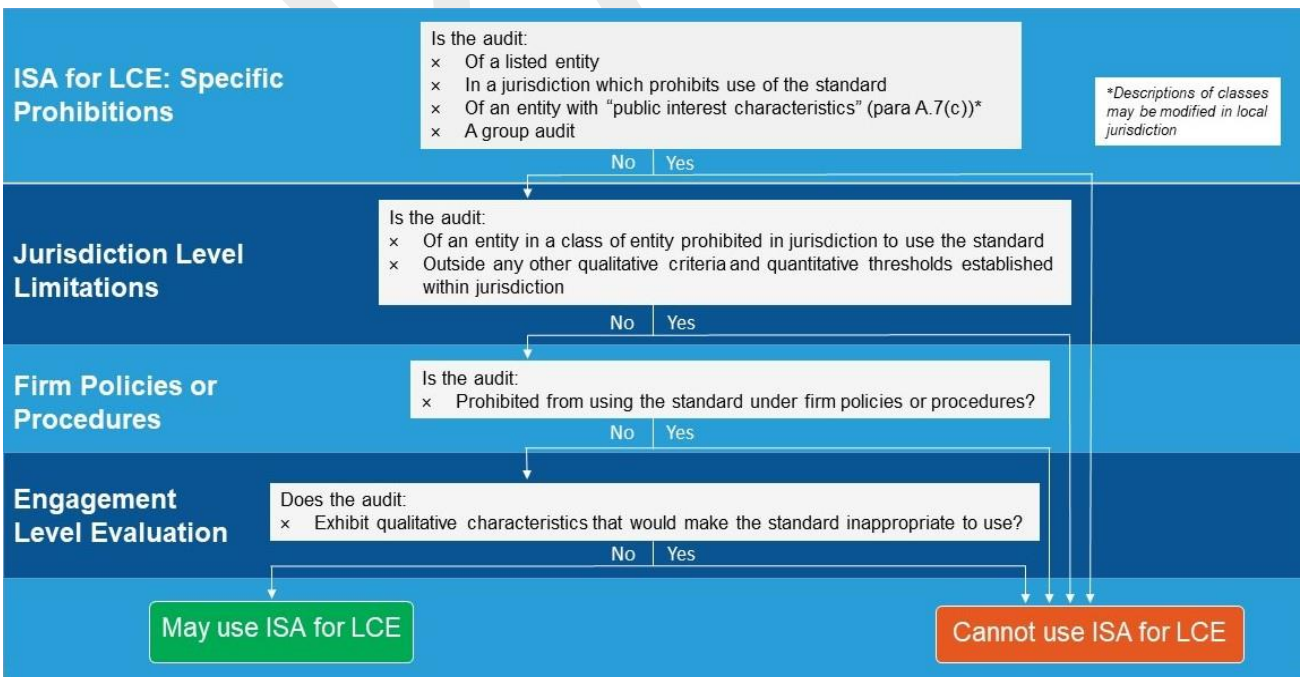 ISA for LCE: Specific
Prohibitions
Is the audit:
× Of a listed entity
× In a jurisdiction which prohibits use of the standard
× Of an entity with “public interest characteristics” (para A.7(c))*
× A group audit
*Descriptions of classes
may be modified in local
jurisdiction
No Yes
Jurisdiction Level
Limitations
Is the audit:
× Of an entity in a class of entity prohibited in jurisdiction to use the standard
× Outside any other qualitative criteria and quantitative thresholds established
within jurisdiction
No Yes
Firm Policies or
Procedures
Is the audit:
× Prohibited from using the standard under firm policies or procedures?
No Yes
Engagement
Level Evaluation
Does the audit:
× Exhibit qualitative characteristics that would make the standard inappropriate to use?
No Yes
May use ISA for LCE
Cannot use ISA for LCE